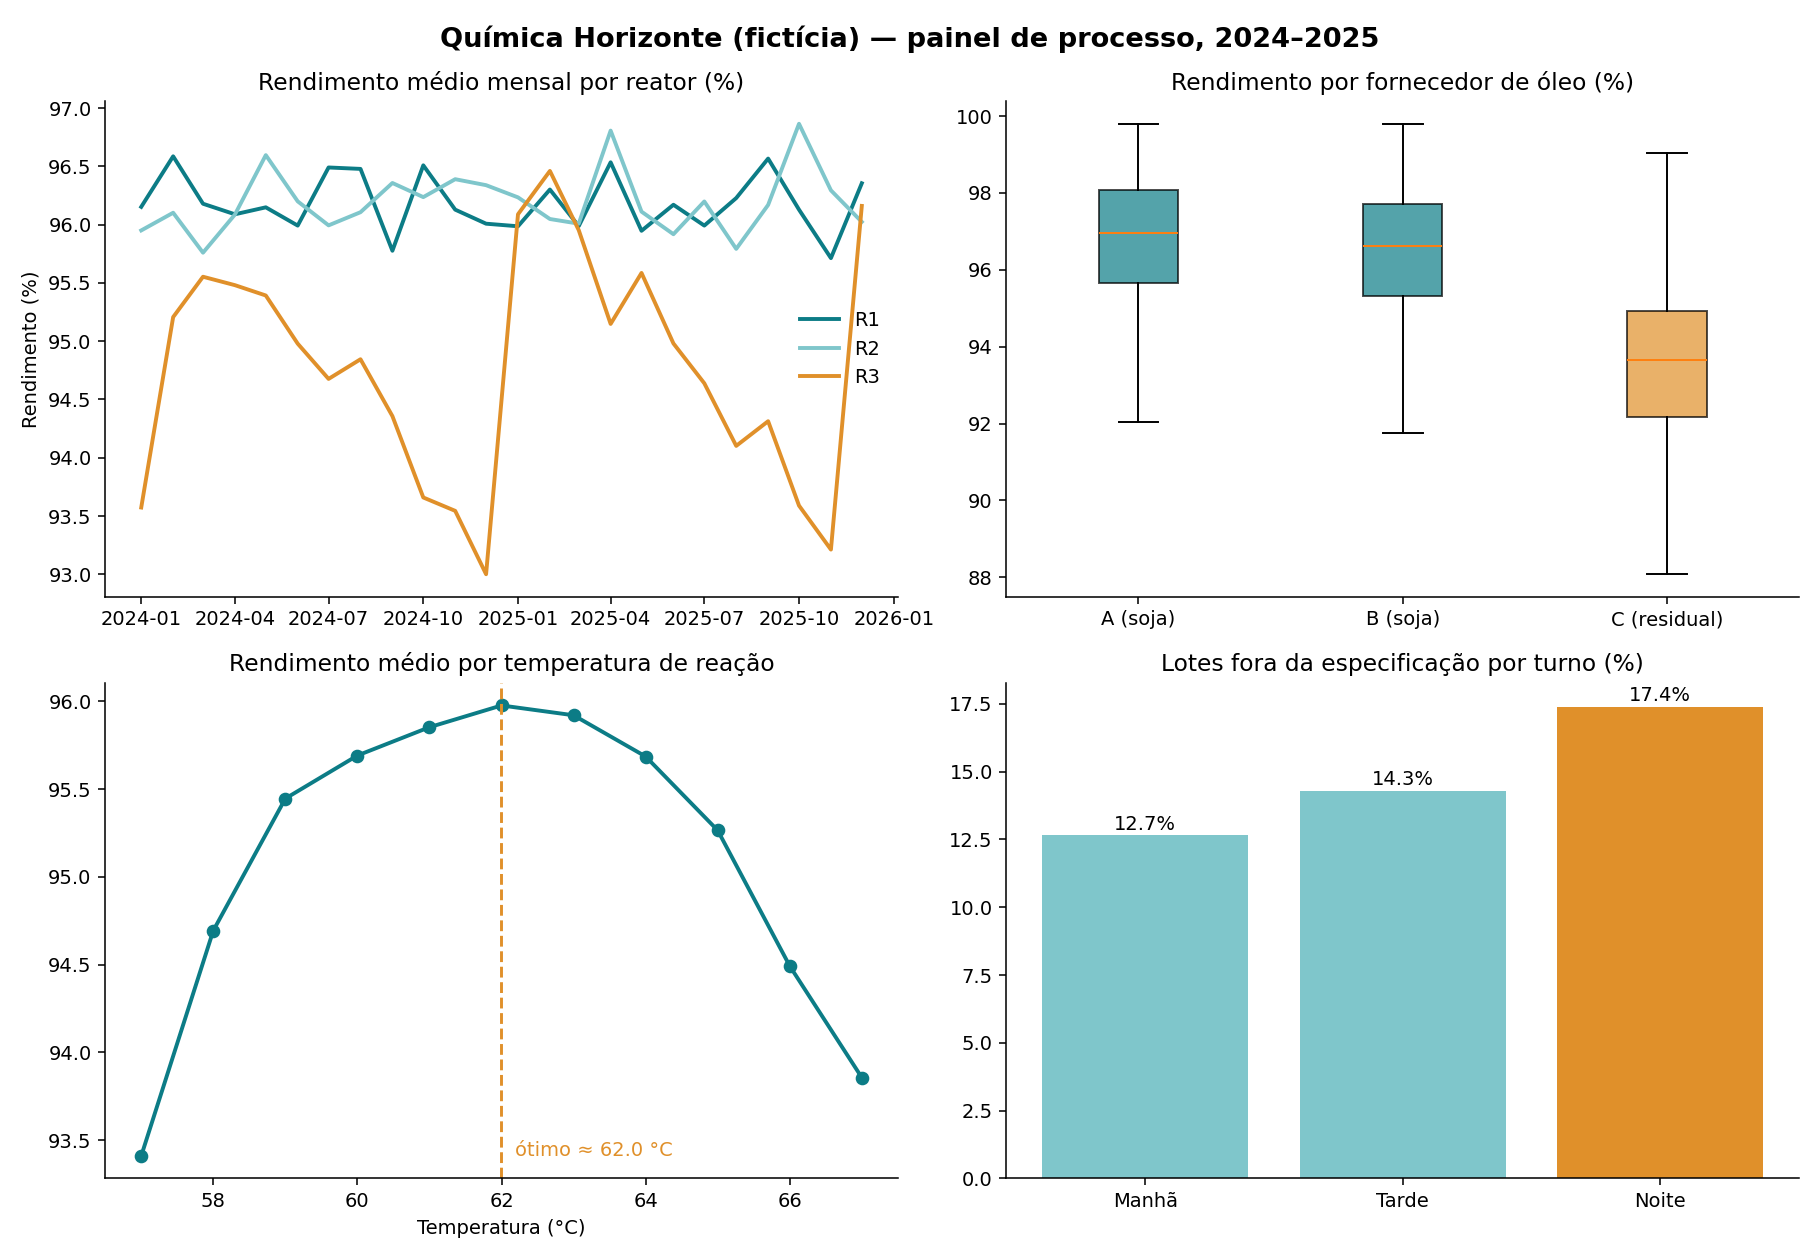 Química Horizonte (fictícia) — painel de processo, 2024–2025
Rendimento médio mensal por reator (%)
97.0
96.5
96.0
95.5
95.0
94.5
94.0
93.5
93.0
Rendimento (%)
R1
R2
R3
2024-01 2024-04 2024-07 2024-10 2025-01 2025-04 2025-07 2025-10 2026-01
Rendimento por fornecedor de óleo (%)
100
98
96
94
92
90
88
A (soja) B (soja) C (residual)
Rendimento médio por temperatura de reação
96.0
95.5
95.0
94.5
94.0
93.5
ótimo ≈ 62.0 °C
58 60 62 64 66
Temperatura (°C)
Lotes fora da especificação por turno (%)
17.5
15.0
12.5
10.0
7.5
5.0
2.5
0.0
12.7%
14.3%
17.4%
Manhã Tarde Noite